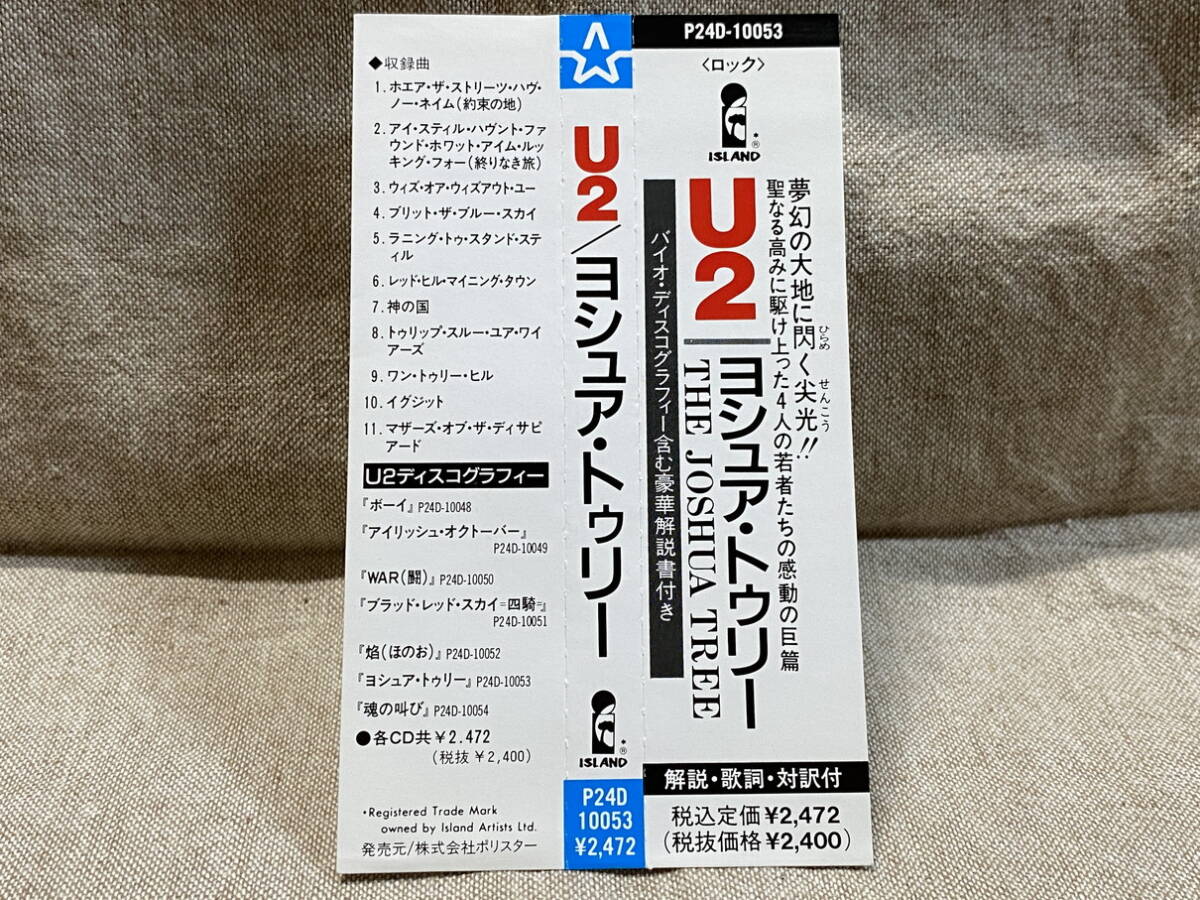 ◆収録曲
1. ホエア・ザ・ストリーツ・ハヴ・
ノー・ネイム(約束の地)
2. アイ・スティル・ハヴント・ファ
ウンド・ホワット・アイム・ルッ
キング・フォー(終りなき旅)
3. ウィズ・オア・ウィズアウト・ユー
4. ブリット・ザ・ブルー・スカイ
5. ラニング・トゥ・スタンド・ステ
ィル
6. レッド・ヒル・マイニング・タウン
7. 神の国
8. トゥリップ・スルー・ユア・ワイ
アーズ
9. ワン・トゥリー・ヒル
10. イグジット
11. マザーズ・オブ・ザ・ディサピ
アード
U2ディスコグラフィー
『ボーイ』P24D-10048
『アイリッシュ・オクトーバー』
P24D-10049
『WAR(闘)』P24D-10050
『ブラッド・レッド・スカイ=四騎=』
P24D-10051
『焰(ほのお)』P24D-10052
『ヨシュア・トゥリー』P24D-10053
『魂の叫び』P24D-10054
●各CD共¥2.472
(税抜 ¥2,400)
*Registered Trade Mark
owned by Island Artists Ltd.
発売元/株式会社ポリスター
U2/ヨシュア・トゥリー
ISLAND
®
P24D
10053
¥2,472
P24D-10053
〈ロック〉
ISLAND
®
夢幻の大地に閃く尖光!!
ひらめ
せんこう
聖なる高みに駆け上った4人の若者たちの感動の巨篇
U2
ヨシュア・トゥリー
THE JOSHUA TREE
バイオ・ディスコグラフィー含む豪華解説書付き
解説・歌詞・対訳付
税込定価¥2,472
(税抜価格¥2,400)